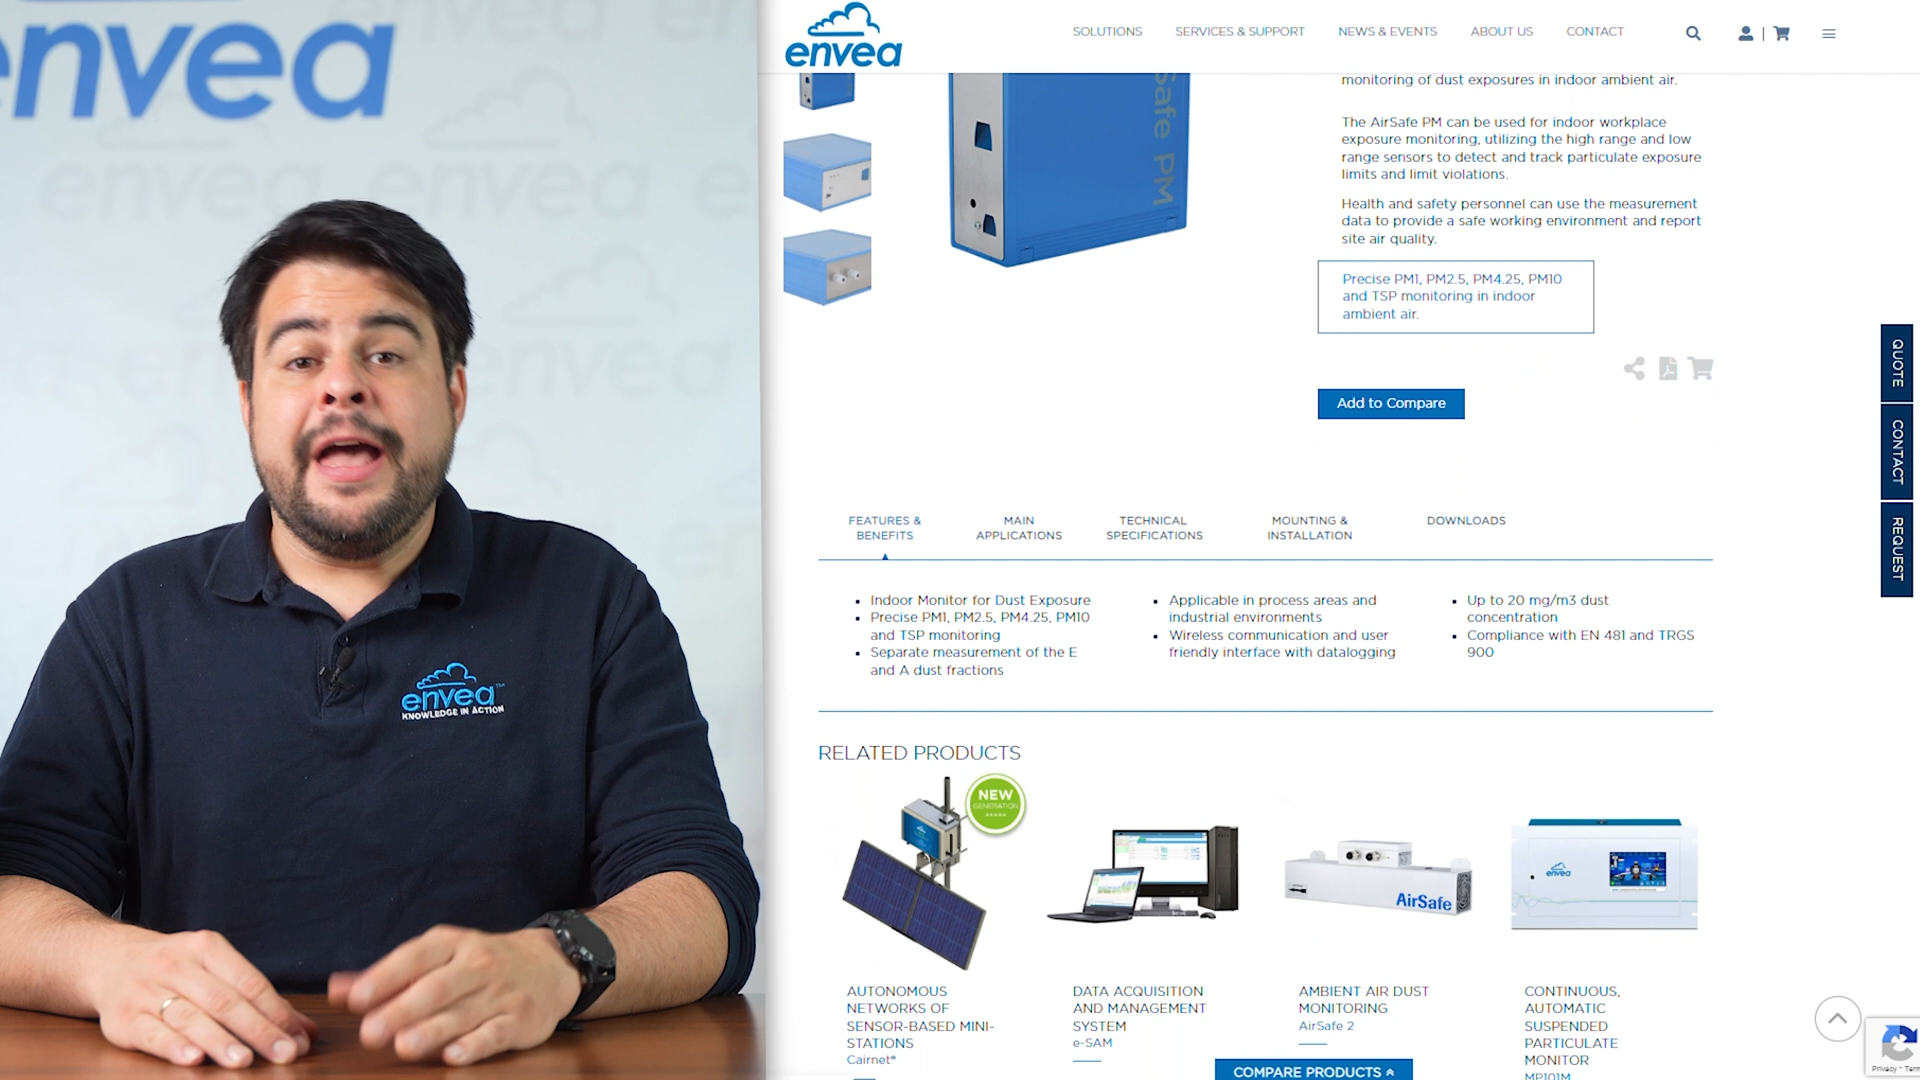 envea
envea
KNOWLEDGE IN ACTION
envea
SOLUTIONS
SERVICES & SUPPORT
NEWS & EVENTS
ABOUT US
CONTACT
Safe PM
monitoring of dust exposures in indoor ambient air.
The AirSafe PM can be used for indoor workplace
exposure monitoring, utilizing the high range and low
range sensors to detect and track particulate exposure
limits and limit violations.
Health and safety personnel can use the measurement
data to provide a safe working environment and report
site air quality.
Precise PM1, PM2.5, PM4.25, PM10
and TSP monitoring in indoor
ambient air.
Add to Compare
QUOTE
CONTACT
REQUEST
FEATURES &
BENEFITS
MAIN
APPLICATIONS
TECHNICAL
SPECIFICATIONS
MOUNTING &
INSTALLATION
DOWNLOADS
Indoor Monitor for Dust Exposure
Precise PM1, PM2.5, PM4.25, PM10
and TSP monitoring
Separate measurement of the E
and A dust fractions
Applicable in process areas and
industrial environments
Wireless communication and user
friendly interface with datalogging
Up to 20 mg/m3 dust
concentration
Compliance with EN 481 and TRGS
900
RELATED PRODUCTS
NEW
GENERATION
AirSafe
envea
AUTONOMOUS
NETWORKS OF
SENSOR-BASED MINI-
STATIONS
Cairnet®
DATA ACQUISITION
AND MANAGEMENT
SYSTEM
e-SAM
AMBIENT AIR DUST
MONITORING
AirSafe 2
CONTINUOUS,
AUTOMATIC
SUSPENDED
PARTICULATE
MONITOR
MP101M
COMPARE PRODUCTS
Privacy - Term